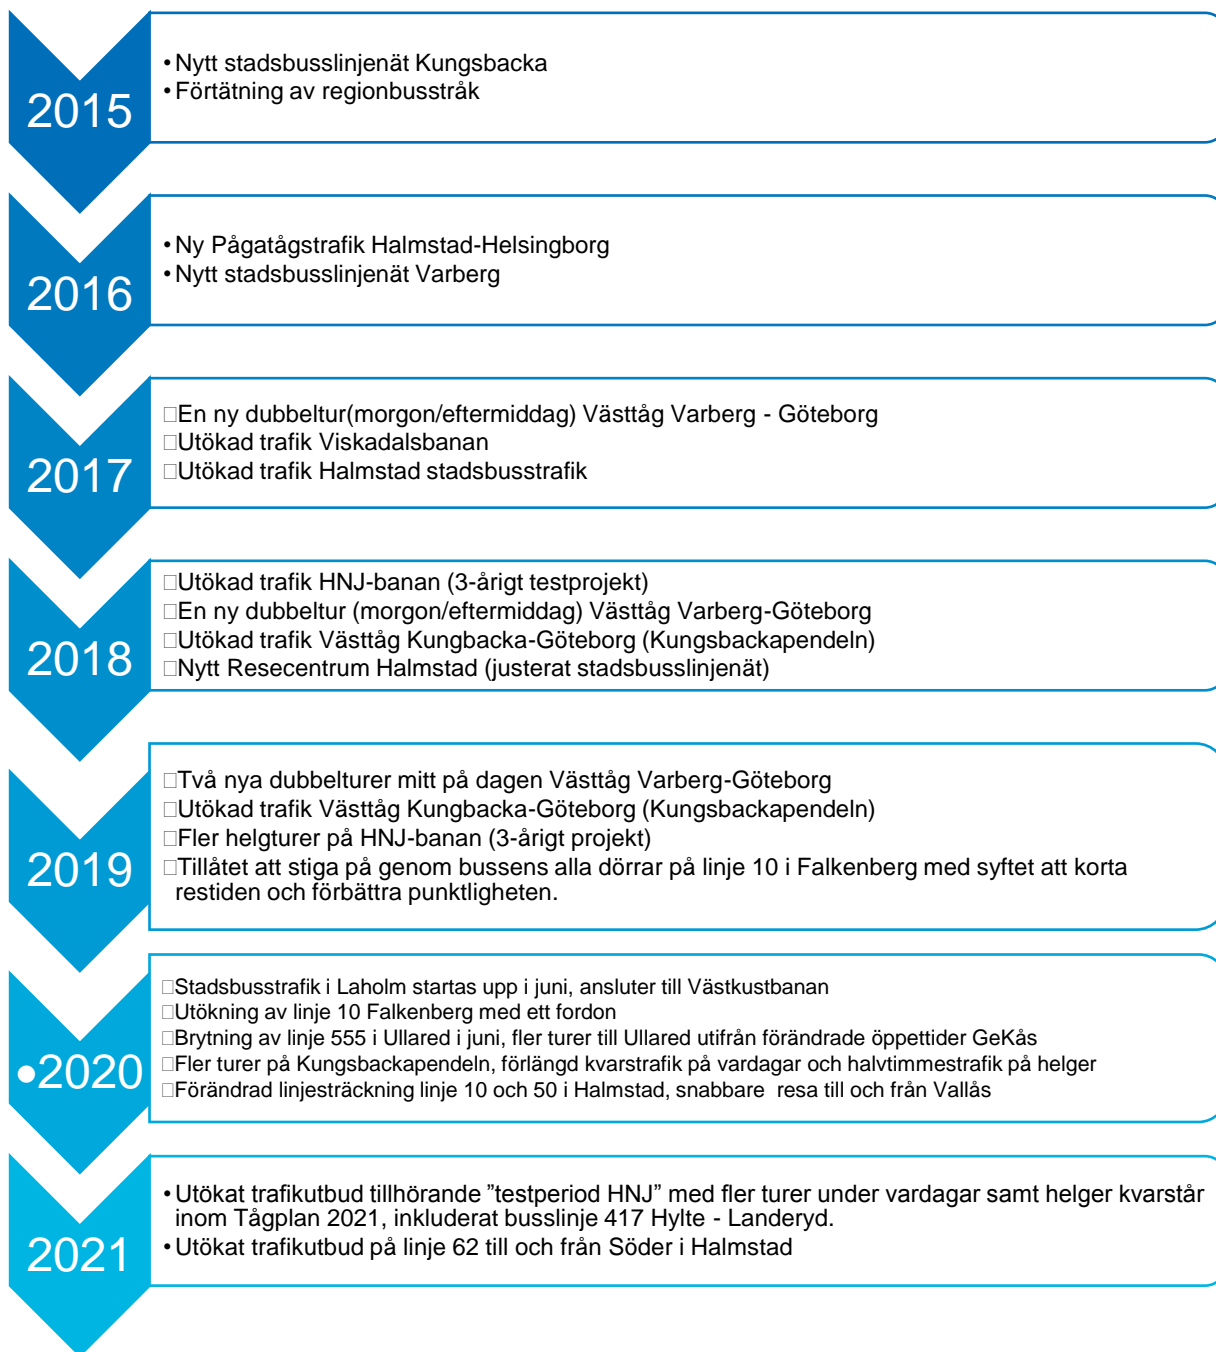 2015
• Nytt stadsbusslinjenät Kungsbacka
• Förtätning av regionbusstråk
2016
• Ny Pågatågstrafik Halmstad-Helsingborg
• Nytt stadsbusslinjenät Varberg
2017
□En ny dubbeltur(morgon/eftermiddag) Västtåg Varberg - Göteborg
□Utökad trafik Viskadalsbanan
□Utökad trafik Halmstad stadsbusstrafik
2018
□Utökad trafik HNJ-banan (3-årigt testprojekt)
□En ny dubbeltur (morgon/eftermiddag) Västtåg Varberg-Göteborg
□Utökad trafik Västtåg Kungbacka-Göteborg (Kungsbackapendeln)
□Nytt Resecentrum Halmstad (justerat stadsbusslinjenät)
2019
□Två nya dubbelturer mitt på dagen Västtåg Varberg-Göteborg
□Utökad trafik Västtåg Kungbacka-Göteborg (Kungsbackapendeln)
□Fler helgturer på HNJ-banan (3-årigt projekt)
□Tillåtet att stiga på genom bussens alla dörrar på linje 10 i Falkenberg med syftet att korta
restiden och förbättra punktligheten.
•2020
□Stadsbusstrafik i Laholm startas upp i juni, ansluter till Västkustbanan
□Utökning av linje 10 Falkenberg med ett fordon
□Brytning av linje 555 i Ullared i juni, fler turer till Ullared utifrån förändrade öppettider GeKås
□Fler turer på Kungsbackapendeln, förlängd kvarstrafik på vardagar och halvtimmestrafik på helger
□Förändrad linjesträckning linje 10 och 50 i Halmstad, snabbare resa till och från Vallås
2021
• Utökat trafikutbud tillhörande ”testperiod HNJ” med fler turer under vardagar samt helger kvarstår
inom Tågplan 2021, inkluderat busslinje 417 Hylte - Landeryd.
• Utökat trafikutbud på linje 62 till och från Söder i Halmstad